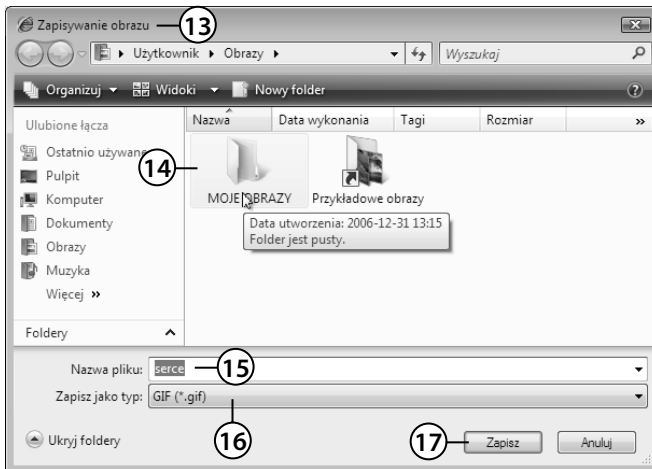 Zapisywanie obrazu 13
Użytkownik Obrazy Wyszukaj
Organizuj Widoki Nowy folder
Ulubione łącza
Ostatnio używane
Pulpit
Komputer
Dokumenty
Obrazy
Muzyka
Więcej »
Foldery
Nazwa Data wykonania Tagi Rozmiar »
14
MOJE OBRAZY Przykładowe obrazy
Data utworzenia: 2006-12-31 13:15
Folder jest pusty.
Nazwa pliku: serce 15
Zapisz jako typ: GIF (*.gif)
16
Ukryj foldery 17 Zapisz Anuluj